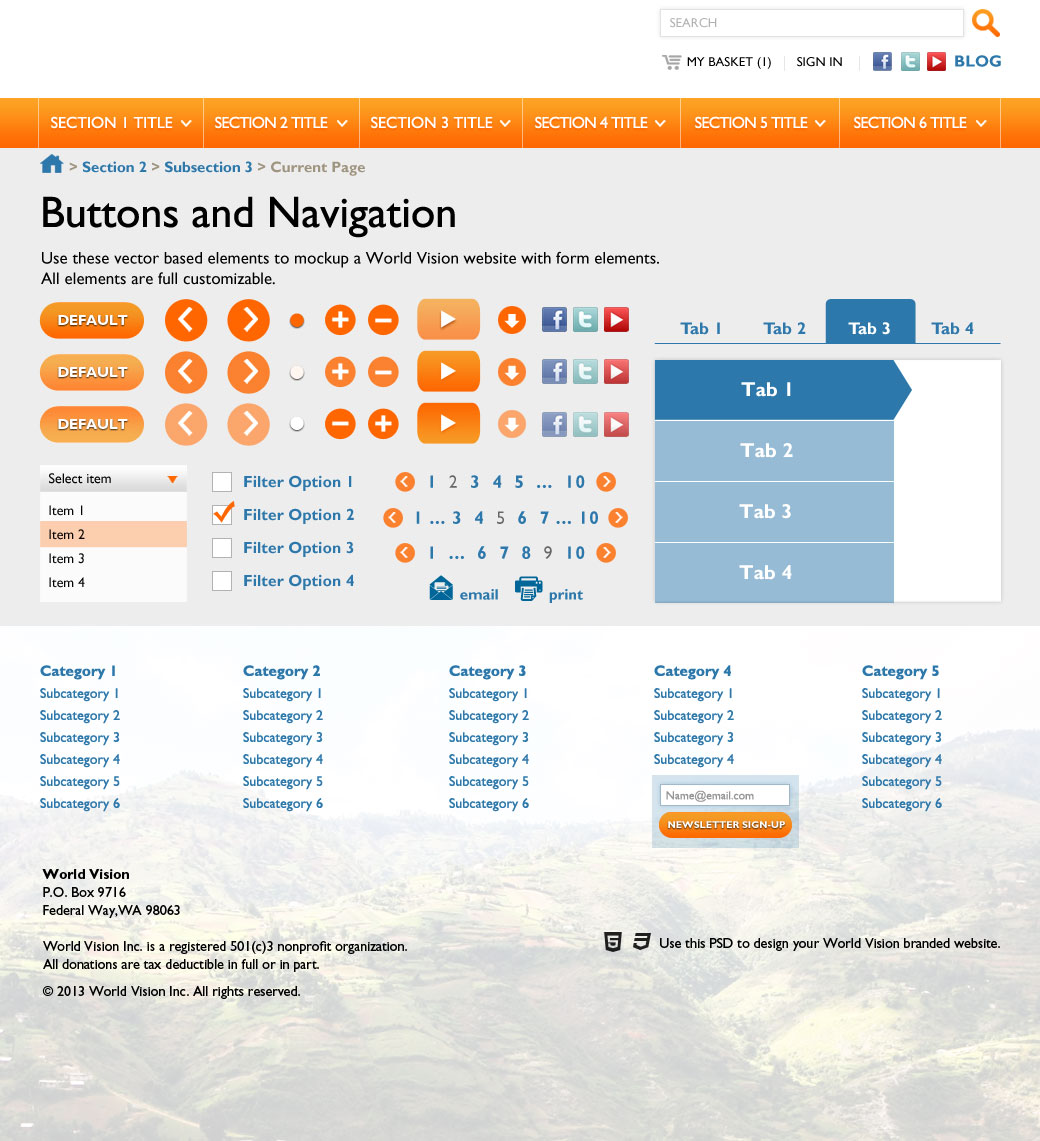 SEARCH
MY BASKET (1) SIGN IN f t BLOG
SECTION 1 TITLE SECTION 2 TITLE SECTION 3 TITLE SECTION 4 TITLE SECTION 5 TITLE SECTION 6 TITLE
> Section 2 > Subsection 3 > Current Page
Buttons and Navigation
Use these vector based elements to mockup a World Vision website with form elements.
All elements are full customizable.
DEFAULT f t
DEFAULT f t
DEFAULT f t
Tab 1 Tab 2 Tab 3 Tab 4
Tab 1
Tab 2
Tab 3
Tab 4
Select item
Item 1
Item 2
Item 3
Item 4
Filter Option 1
Filter Option 2
Filter Option 3
Filter Option 4
1 2 3 4 5 ... 10
1 ... 3 4 5 6 7 ... 10
1 ... 6 7 8 9 10
email print
Category 1
Subcategory 1
Subcategory 2
Subcategory 3
Subcategory 4
Subcategory 5
Subcategory 6
Category 2
Subcategory 1
Subcategory 2
Subcategory 3
Subcategory 4
Subcategory 5
Subcategory 6
Category 3
Subcategory 1
Subcategory 2
Subcategory 3
Subcategory 4
Subcategory 5
Subcategory 6
Category 4
Subcategory 1
Subcategory 2
Subcategory 3
Subcategory 4
Name@email.com
NEWSLETTER SIGN-UP
Category 5
Subcategory 1
Subcategory 2
Subcategory 3
Subcategory 4
Subcategory 5
Subcategory 6
World Vision
P.O. Box 9716
Federal Way,WA 98063
World Vision Inc. is a registered 501(c)3 nonprofit organization.
All donations are tax deductible in full or in part.
© 2013 World Vision Inc. All rights reserved.
5 3 Use this PSD to design your World Vision branded website.